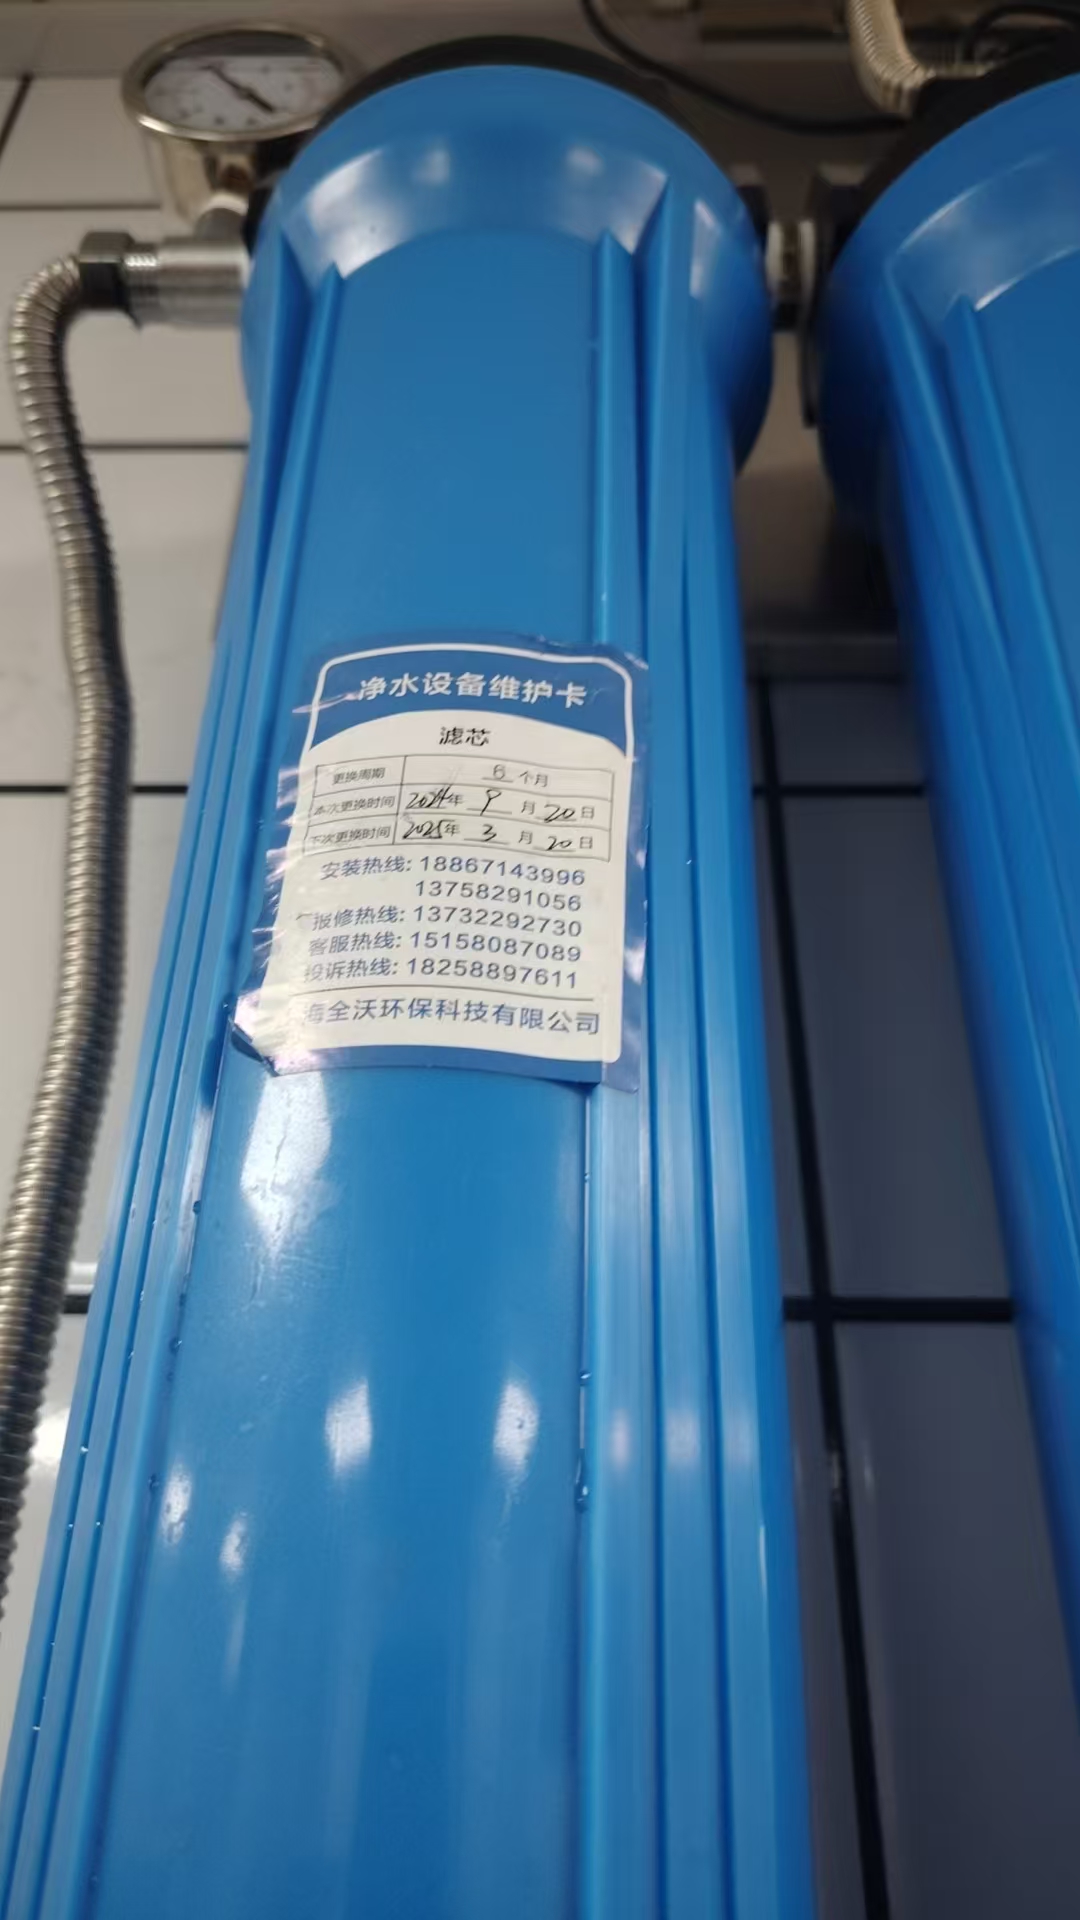 净水设备维护卡
滤芯
更换周期 6 个月
本次更换时间 2024年 9 月 20 日
下次更换时间 2025年 3 月 20 日
安装热线: 18867143996
13758291056
报修热线: 13732292730
客服热线: 15158087089
投诉热线: 18258897611
海全沃环保科技有限公司